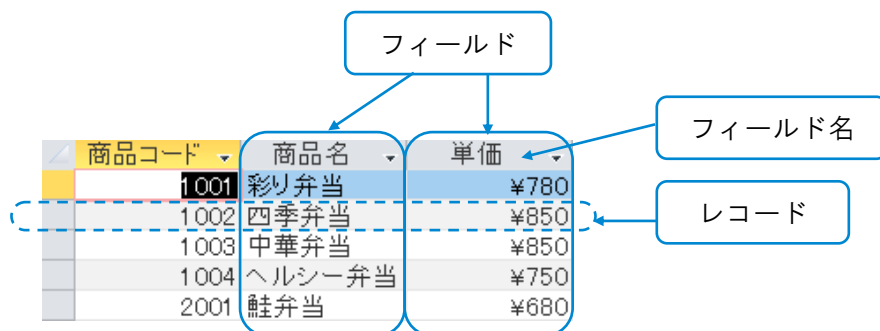 フィールド
フィールド名
商品コード 商品名 単価
1001 彩り弁当 ¥780
レコード
1002 四季弁当 ¥850
1003 中華弁当 ¥850
1004 ヘルシー弁当 ¥750
2001 鮭弁当 ¥680